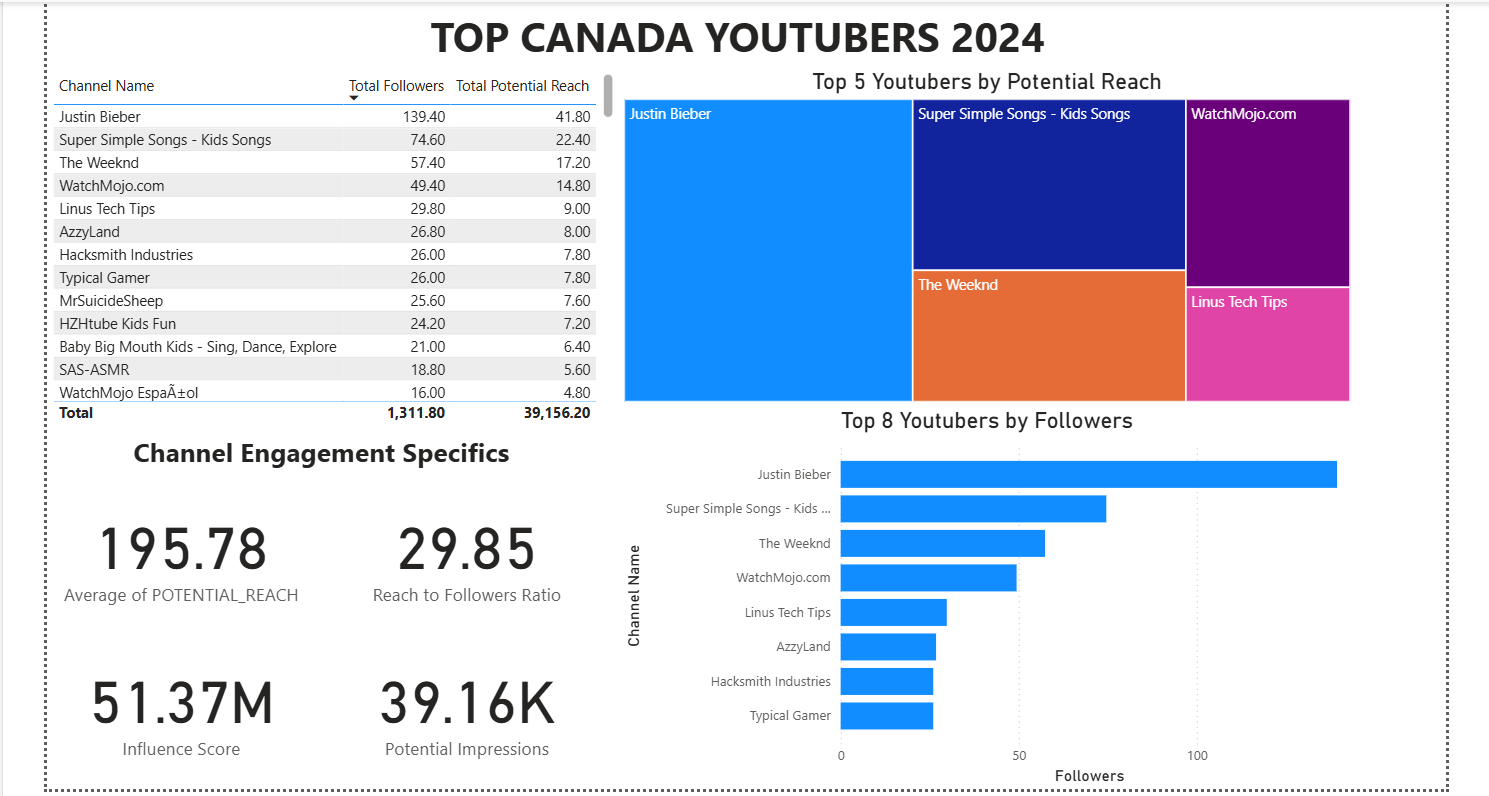 TOP CANADA YOUTUBERS 2024
Channel Name Total Followers Total Potential Reach
Justin Bieber 139.40 41.80
Super Simple Songs - Kids Songs 74.60 22.40
The Weeknd 57.40 17.20
WatchMojo.com 49.40 14.80
Linus Tech Tips 29.80 9.00
AzzyLand 26.80 8.00
Hacksmith Industries 26.00 7.80
Typical Gamer 26.00 7.80
MrSuicideSheep 25.60 7.60
HZHtube Kids Fun 24.20 7.20
Baby Big Mouth Kids - Sing, Dance, Explore 21.00 6.40
SAS-ASMR 18.80 5.60
WatchMojo EspaÃ±ol 16.00 4.80
Total 1,311.80 39,156.20
Top 5 Youtubers by Potential Reach
Justin Bieber
Super Simple Songs - Kids Songs
WatchMojo.com
The Weeknd
Linus Tech Tips
Channel Engagement Specifics
195.78
Average of POTENTIAL_REACH
29.85
Reach to Followers Ratio
51.37M
Influence Score
39.16K
Potential Impressions
Top 8 Youtubers by Followers
Channel Name
Justin Bieber
Super Simple Songs - Kids ...
The Weeknd
WatchMojo.com
Linus Tech Tips
AzzyLand
Hacksmith Industries
Typical Gamer
0 50 100
Followers